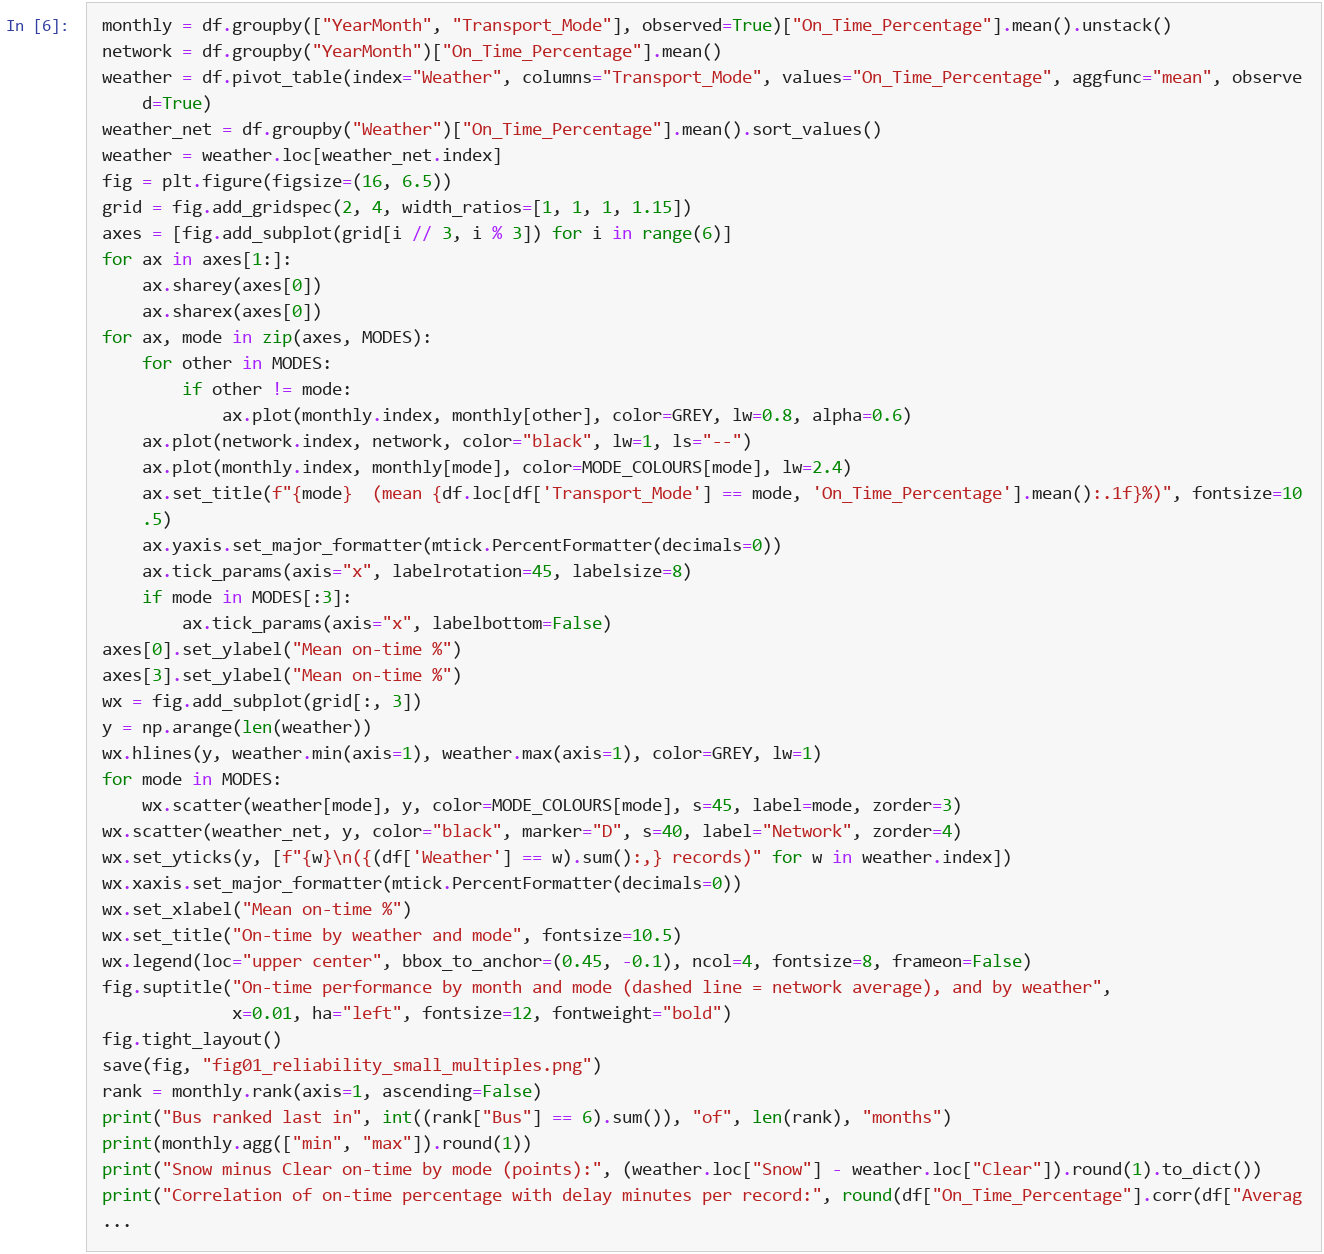 In [6]:
monthly = df.groupby(["YearMonth", "Transport_Mode"], observed=True)["On_Time_Percentage"].mean().unstack()
network = df.groupby("YearMonth")["On_Time_Percentage"].mean()
weather = df.pivot_table(index="Weather", columns="Transport_Mode", values="On_Time_Percentage", aggfunc="mean", observe
d=True)
weather_net = df.groupby("Weather")["On_Time_Percentage"].mean().sort_values()
weather = weather.loc[weather_net.index]
fig = plt.figure(figsize=(16, 6.5))
grid = fig.add_gridspec(2, 4, width_ratios=[1, 1, 1, 1.15])
axes = [fig.add_subplot(grid[i // 3, i % 3]) for i in range(6)]
for ax in axes[1:]:
    ax.sharey(axes[0])
    ax.sharex(axes[0])
for ax, mode in zip(axes, MODES):
    for other in MODES:
        if other != mode:
            ax.plot(monthly.index, monthly[other], color=GREY, lw=0.8, alpha=0.6)
    ax.plot(network.index, network, color="black", lw=1, ls="--")
    ax.plot(monthly.index, monthly[mode], color=MODE_COLOURS[mode], lw=2.4)
    ax.set_title(f"{mode}  (mean {df.loc[df['Transport_Mode'] == mode, 'On_Time_Percentage'].mean():.1f}%)", fontsize=10
.5)
    ax.yaxis.set_major_formatter(mtick.PercentFormatter(decimals=0))
    ax.tick_params(axis="x", labelrotation=45, labelsize=8)
    if mode in MODES[:3]:
        ax.tick_params(axis="x", labelbottom=False)
axes[0].set_ylabel("Mean on-time %")
axes[3].set_ylabel("Mean on-time %")
wx = fig.add_subplot(grid[:, 3])
y = np.arange(len(weather))
wx.hlines(y, weather.min(axis=1), weather.max(axis=1), color=GREY, lw=1)
for mode in MODES:
    wx.scatter(weather[mode], y, color=MODE_COLOURS[mode], s=45, label=mode, zorder=3)
wx.scatter(weather_net, y, color="black", marker="D", s=40, label="Network", zorder=4)
wx.set_yticks(y, [f"{w}\n({(df['Weather'] == w).sum():,} records)" for w in weather.index])
wx.xaxis.set_major_formatter(mtick.PercentFormatter(decimals=0))
wx.set_xlabel("Mean on-time %")
wx.set_title("On-time by weather and mode", fontsize=10.5)
wx.legend(loc="upper center", bbox_to_anchor=(0.45, -0.1), ncol=4, fontsize=8, frameon=False)
fig.suptitle("On-time performance by month and mode (dashed line = network average), and by weather",
             x=0.01, ha="left", fontsize=12, fontweight="bold")
fig.tight_layout()
save(fig, "fig01_reliability_small_multiples.png")
rank = monthly.rank(axis=1, ascending=False)
print("Bus ranked last in", int((rank["Bus"] == 6).sum()), "of", len(rank), "months")
print(monthly.agg(["min", "max"]).round(1))
print("Snow minus Clear on-time by mode (points):", (weather.loc["Snow"] - weather.loc["Clear"]).round(1).to_dict())
print("Correlation of on-time percentage with delay minutes per record:", round(df["On_Time_Percentage"].corr(df["Averag
...